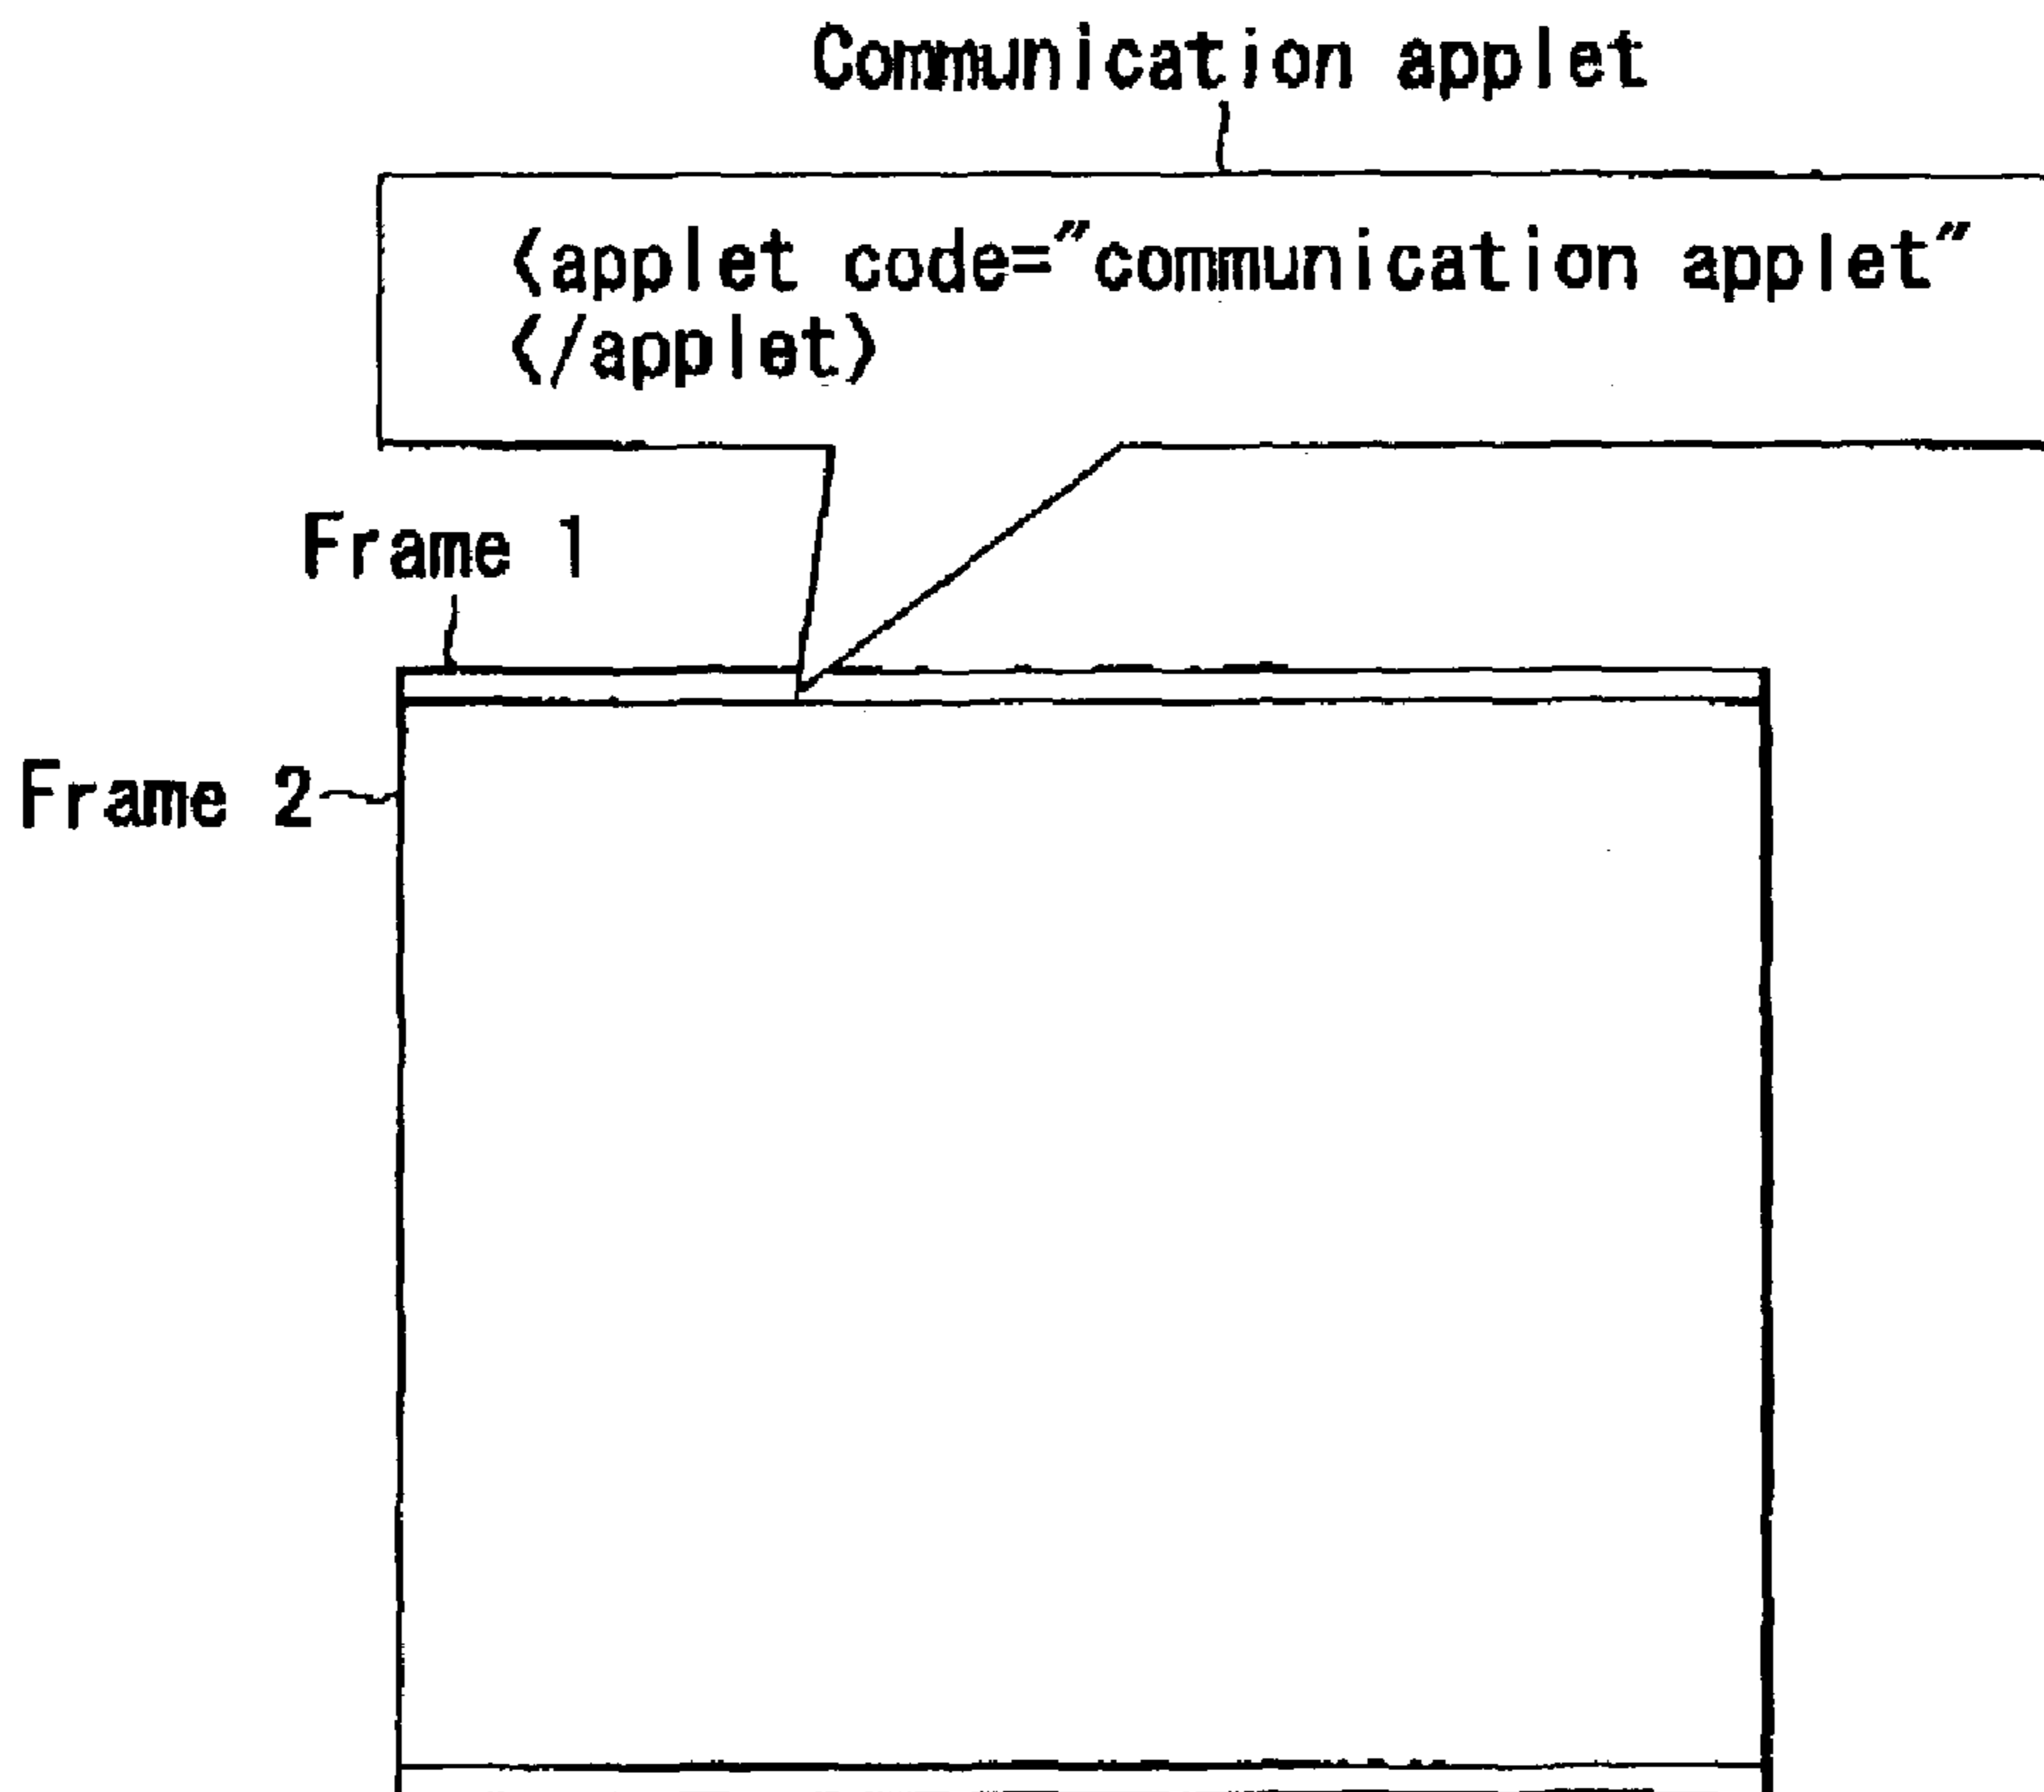 Communication applet
<applet code="communication applet"
</applet>
Frame 1
Frame 2